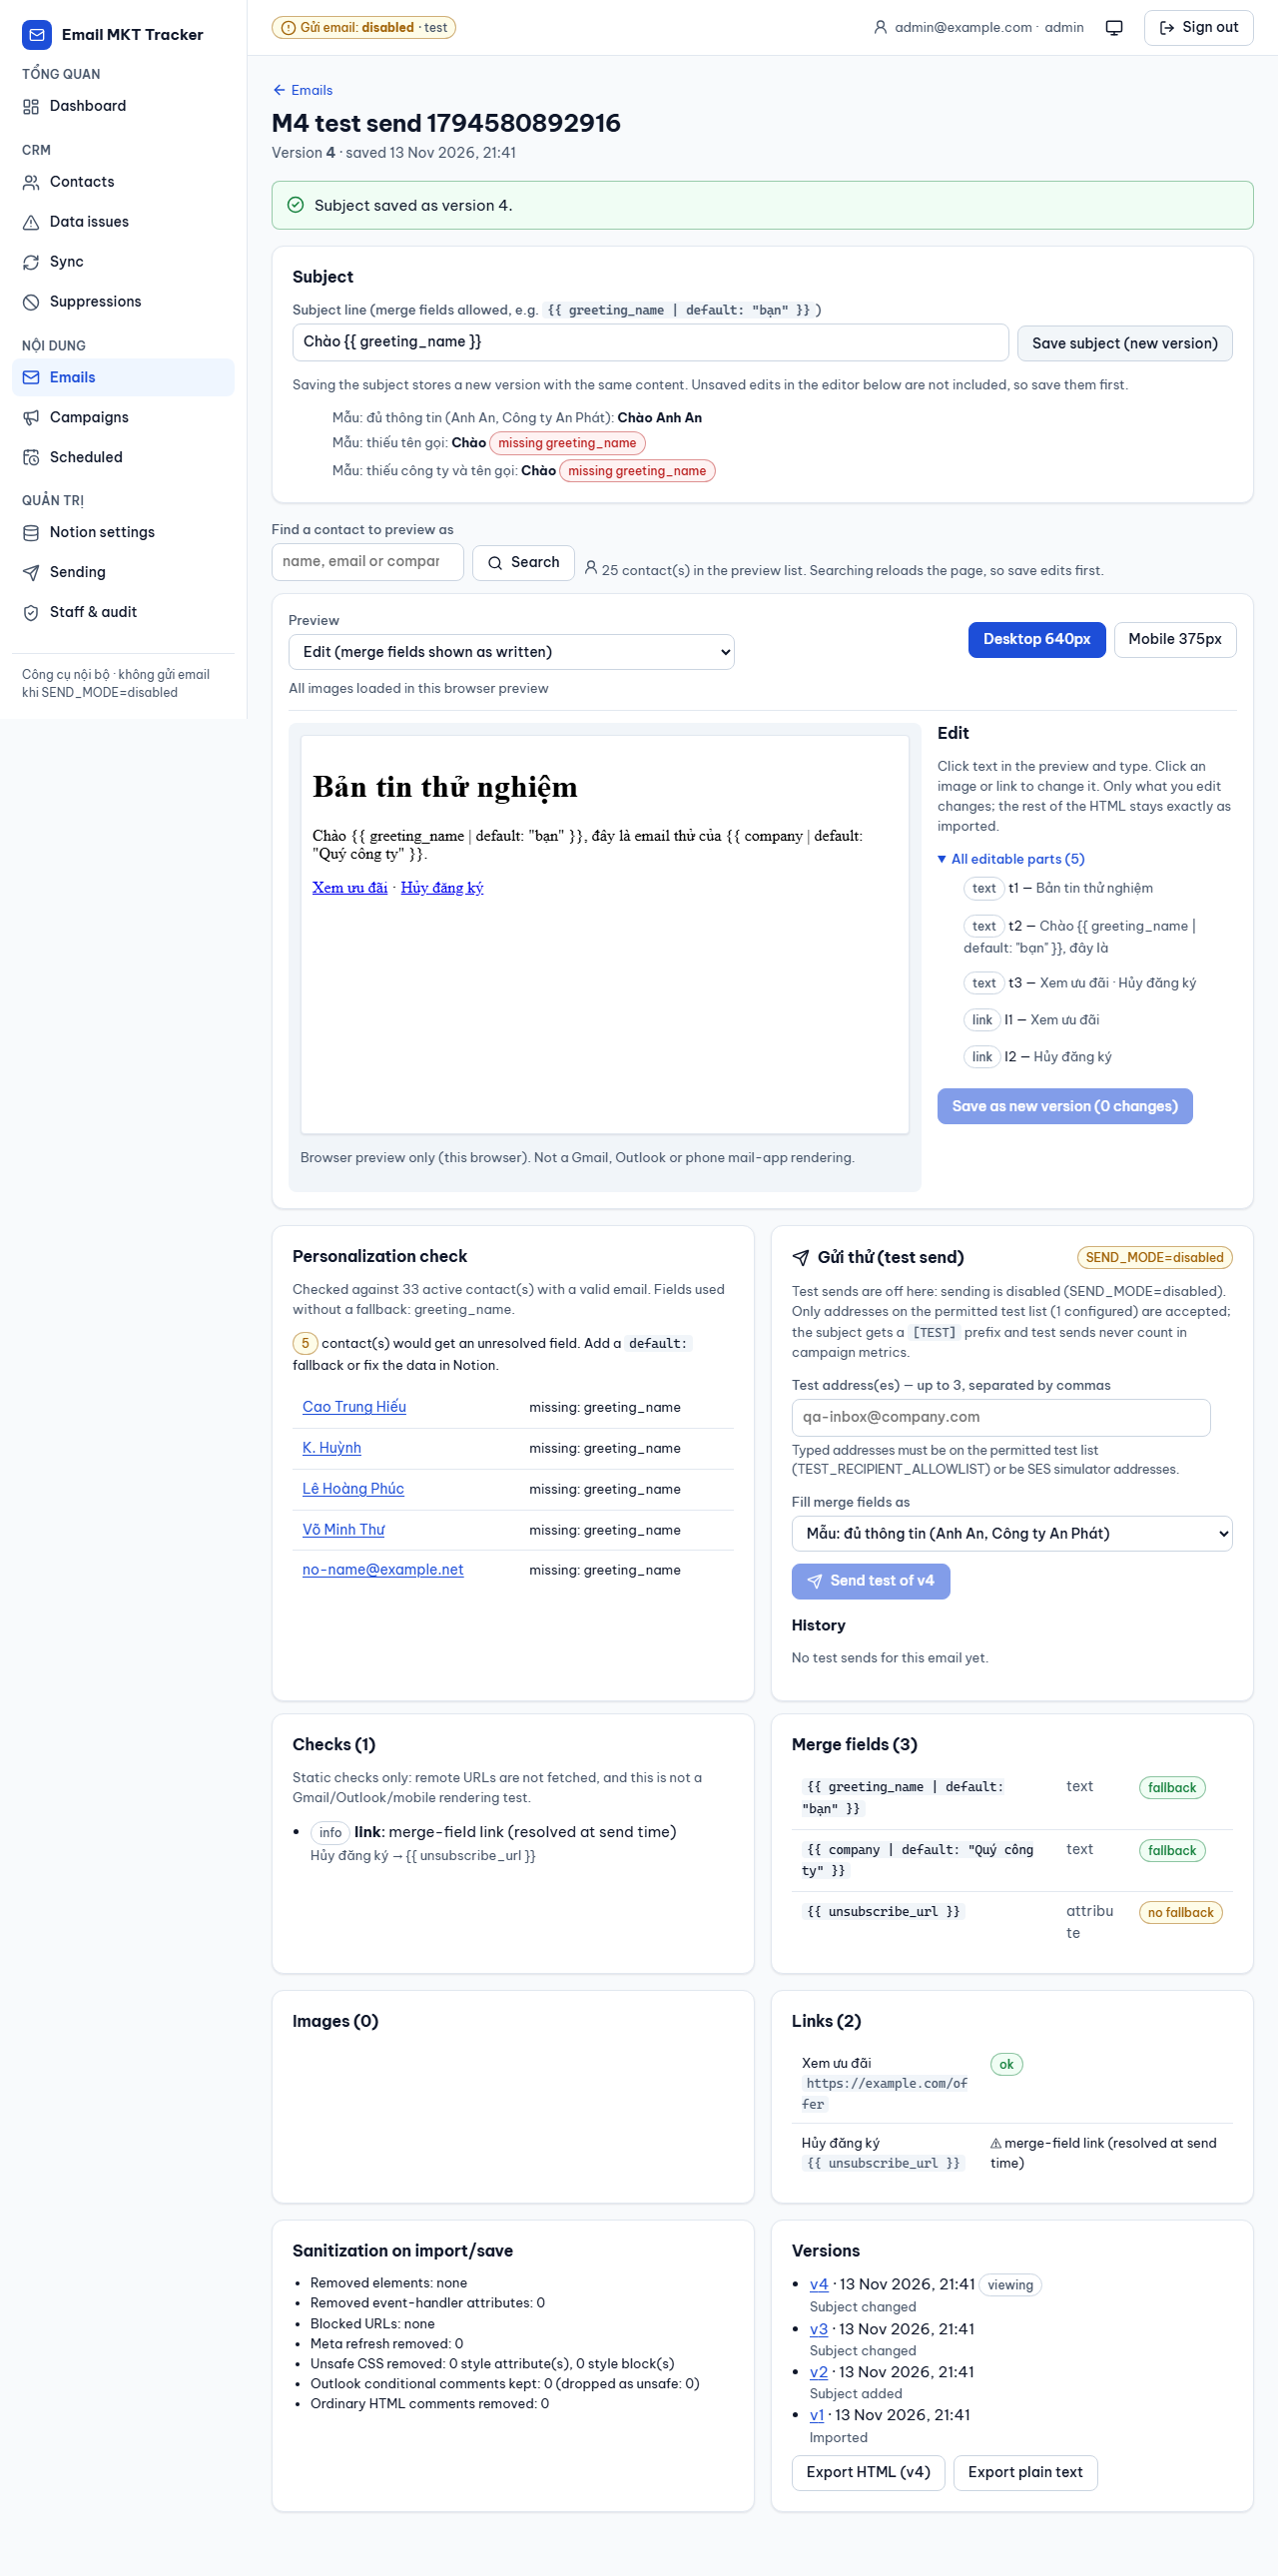 Email MKT Tracker
TỔNG QUAN
Dashboard
CRM
Contacts
Data issues
Sync
Suppressions
NỘI DUNG
Emails
Campaigns
Scheduled
QUẢN TRỊ
Notion settings
Sending
Staff & audit
Công cụ nội bộ · không gửi email
khi SEND_MODE=disabled
Gửi email: disabled · test
admin@example.com · admin
Sign out
Emails
M4 test send 1794580892916
Version 4 · saved 13 Nov 2026, 21:41
Subject saved as version 4.
Subject
Subject line (merge fields allowed, e.g. {{ greeting_name | default: "bạn" }} )
Chào {{ greeting_name }}
Save subject (new version)
Saving the subject stores a new version with the same content. Unsaved edits in the editor below are not included, so save them first.
Mẫu: đủ thông tin (Anh An, Công ty An Phát): Chào Anh An
Mẫu: thiếu tên gọi: Chào missing greeting_name
Mẫu: thiếu công ty và tên gọi: Chào missing greeting_name
Find a contact to preview as
name, email or compar
Search
25 contact(s) in the preview list. Searching reloads the page, so save edits first.
Preview
Edit (merge fields shown as written)
Desktop 640px
Mobile 375px
All images loaded in this browser preview
Bản tin thử nghiệm
Chào {{ greeting_name | default: "bạn" }}, đây là email thử của {{ company | default:
"Quý công ty" }}.
Xem ưu đãi · Hủy đăng ký
Browser preview only (this browser). Not a Gmail, Outlook or phone mail-app rendering.
Edit
Click text in the preview and type. Click an
image or link to change it. Only what you edit
changes; the rest of the HTML stays exactly as
imported.
▼ All editable parts (5)
text t1 — Bản tin thử nghiệm
text t2 — Chào {{ greeting_name |
default: "bạn" }}, đây là
text t3 — Xem ưu đãi · Hủy đăng ký
link l1 — Xem ưu đãi
link l2 — Hủy đăng ký
Save as new version (0 changes)
Personalization check
Checked against 33 active contact(s) with a valid email. Fields used
without a fallback: greeting_name.
5 contact(s) would get an unresolved field. Add a default:
fallback or fix the data in Notion.
Cao Trung Hiếu missing: greeting_name
K. Huỳnh missing: greeting_name
Lê Hoàng Phúc missing: greeting_name
Võ Minh Thư missing: greeting_name
no-name@example.net missing: greeting_name
Gửi thử (test send)
SEND_MODE=disabled
Test sends are off here: sending is disabled (SEND_MODE=disabled).
Only addresses on the permitted test list (1 configured) are accepted;
the subject gets a [TEST] prefix and test sends never count in
campaign metrics.
Test address(es) — up to 3, separated by commas
qa-inbox@company.com
Typed addresses must be on the permitted test list
(TEST_RECIPIENT_ALLOWLIST) or be SES simulator addresses.
Fill merge fields as
Mẫu: đủ thông tin (Anh An, Công ty An Phát)
Send test of v4
History
No test sends for this email yet.
Checks (1)
Static checks only: remote URLs are not fetched, and this is not a
Gmail/Outlook/mobile rendering test.
• info link: merge-field link (resolved at send time)
Hủy đăng ký → {{ unsubscribe_url }}
Merge fields (3)
{{ greeting_name | default: text fallback
"bạn" }}
{{ company | default: "Quý công text fallback
ty" }}
{{ unsubscribe_url }} attribu no fallback
te
Images (0)
Links (2)
Xem ưu đãi ok
https://example.com/of
fer
Hủy đăng ký ⚠ merge-field link (resolved at send
{{ unsubscribe_url }} time)
Sanitization on import/save
• Removed elements: none
• Removed event-handler attributes: 0
• Blocked URLs: none
• Meta refresh removed: 0
• Unsafe CSS removed: 0 style attribute(s), 0 style block(s)
• Outlook conditional comments kept: 0 (dropped as unsafe: 0)
• Ordinary HTML comments removed: 0
Versions
• v4 · 13 Nov 2026, 21:41 viewing
Subject changed
• v3 · 13 Nov 2026, 21:41
Subject changed
• v2 · 13 Nov 2026, 21:41
Subject added
• v1 · 13 Nov 2026, 21:41
Imported
Export HTML (v4)
Export plain text